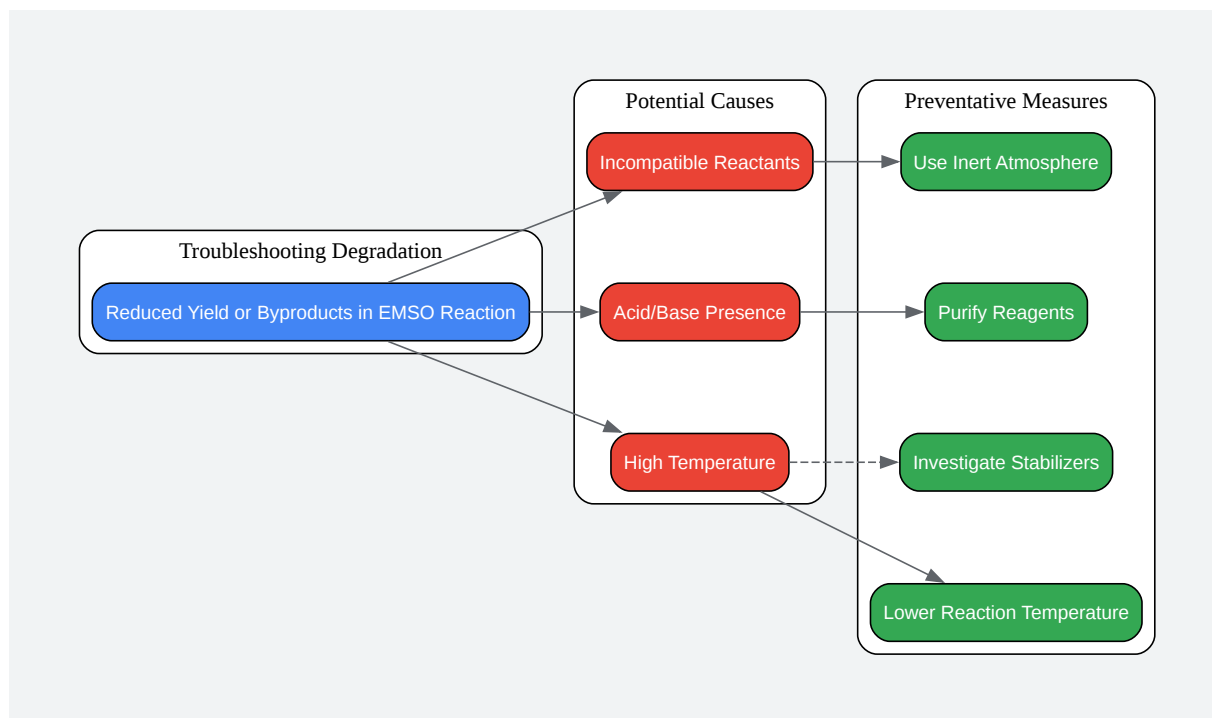 Troubleshooting Degradation
Reduced Yield or Byproducts in EMSO Reaction
Potential Causes
Incompatible Reactants
Acid/Base Presence
High Temperature
Preventative Measures
Use Inert Atmosphere
Purify Reagents
Investigate Stabilizers
Lower Reaction Temperature